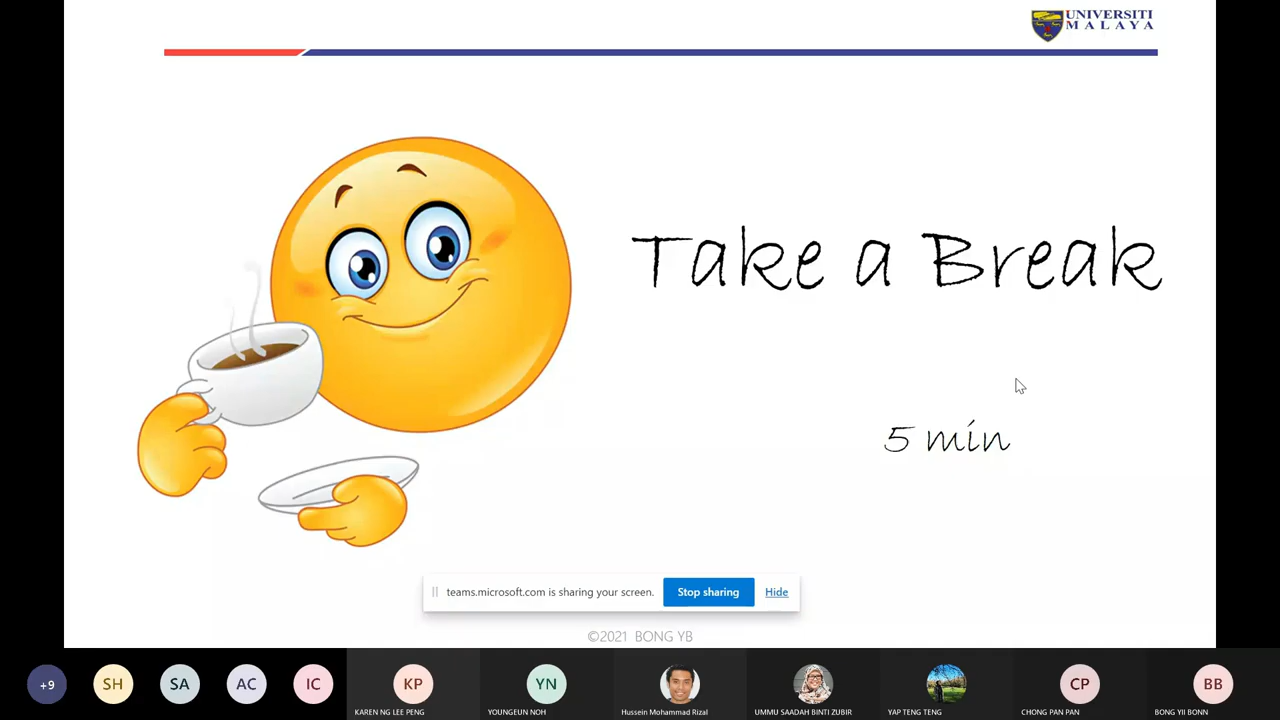 UNIVERSITI
MALAYA
Take a Break
5 min
teams.microsoft.com is sharing your screen.
Stop sharing
Hide
©2021 BONG YB
+9
SH
SA
AC
IC
KP
YN
CP
BB
KAREN NG LEE PENG
YOUNGEUN NOH
Hussein Mohammad Rizal
UMMU SAADAH BINTI ZUBIR
YAP TENG TENG
CHONG PAN PAN
BONG YII BONN